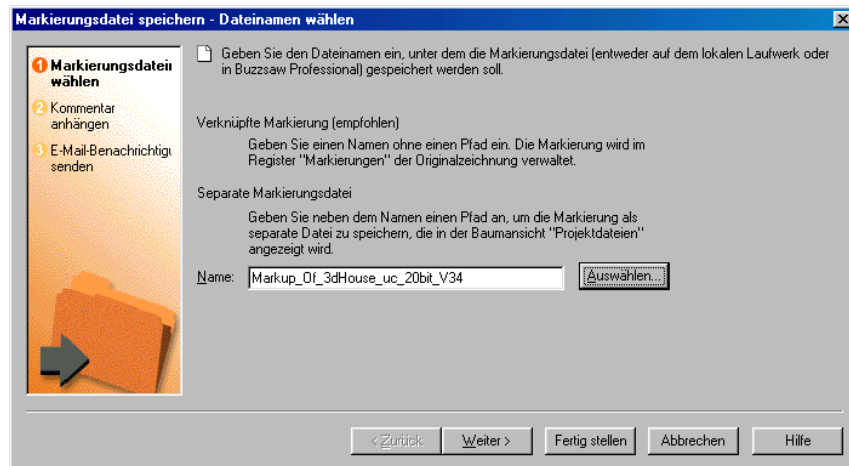 Markierungsdatei speichern - Dateinamen wählen
1 Markierungsdatein
wählen
2 Kommentar
anhängen
3 E-Mail-Benachrichtigu
senden
Geben Sie den Dateinamen ein, unter dem die Markierungsdatei (entweder auf dem lokalen Laufwerk oder
in Buzzsaw Professional) gespeichert werden soll.
Verknüpfte Markierung (empfohlen)
Geben Sie einen Namen ohne einen Pfad ein. Die Markierung wird im
Register "Markierungen" der Originalzeichnung verwaltet.
Separate Markierungsdatei
Geben Sie neben dem Namen einen Pfad an, um die Markierung als
separate Datei zu speichern, die in der Baumansicht "Projektdateien"
angezeigt wird.
Name: Markup_Of_3dHouse_uc_20bit_V34 Auswählen...
< Zurück Weiter > Fertig stellen Abbrechen Hilfe